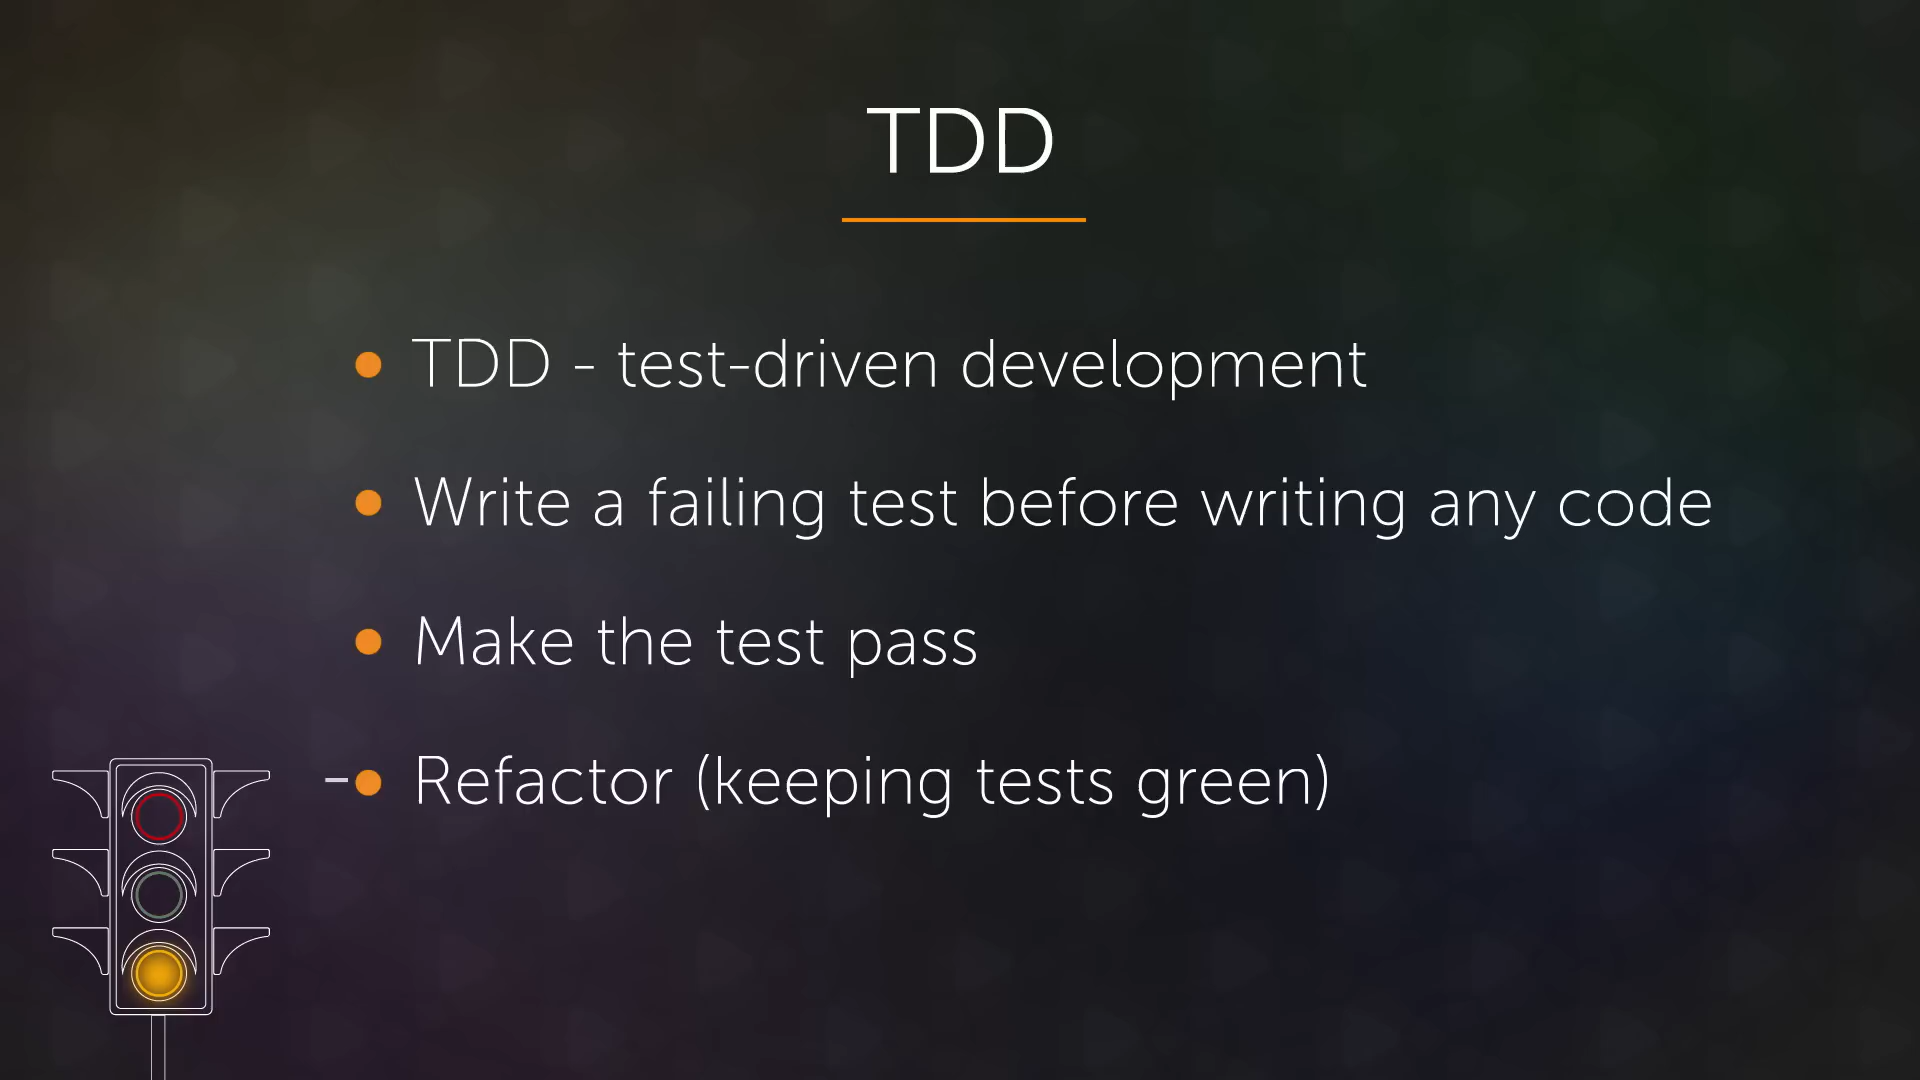 TDD
TDD - test-driven development
Write a failing test before writing any code
Make the test pass
Refactor (keeping tests green)